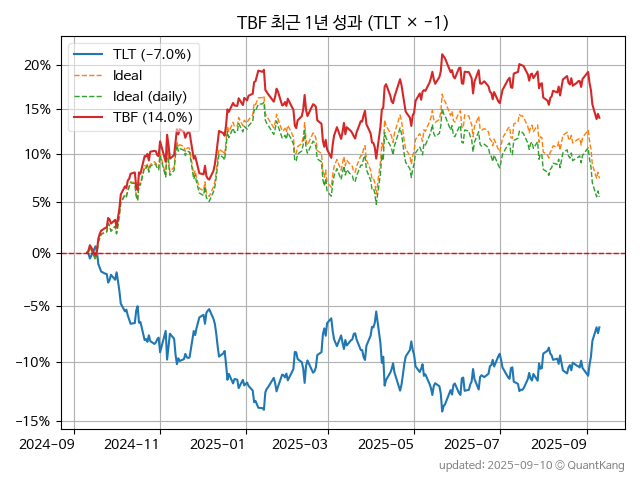 TBF 최근 1년 성과 (TLT × −1)
TLT (−7.0%)
Ideal
Ideal (daily)
TBF (14.0%)
20%
15%
10%
5%
0%
−5%
−10%
−15%
2024-09
2024-11
2025-01
2025-03
2025-05
2025-07
2025-09
updated: 2025-09-10 © QuantKang